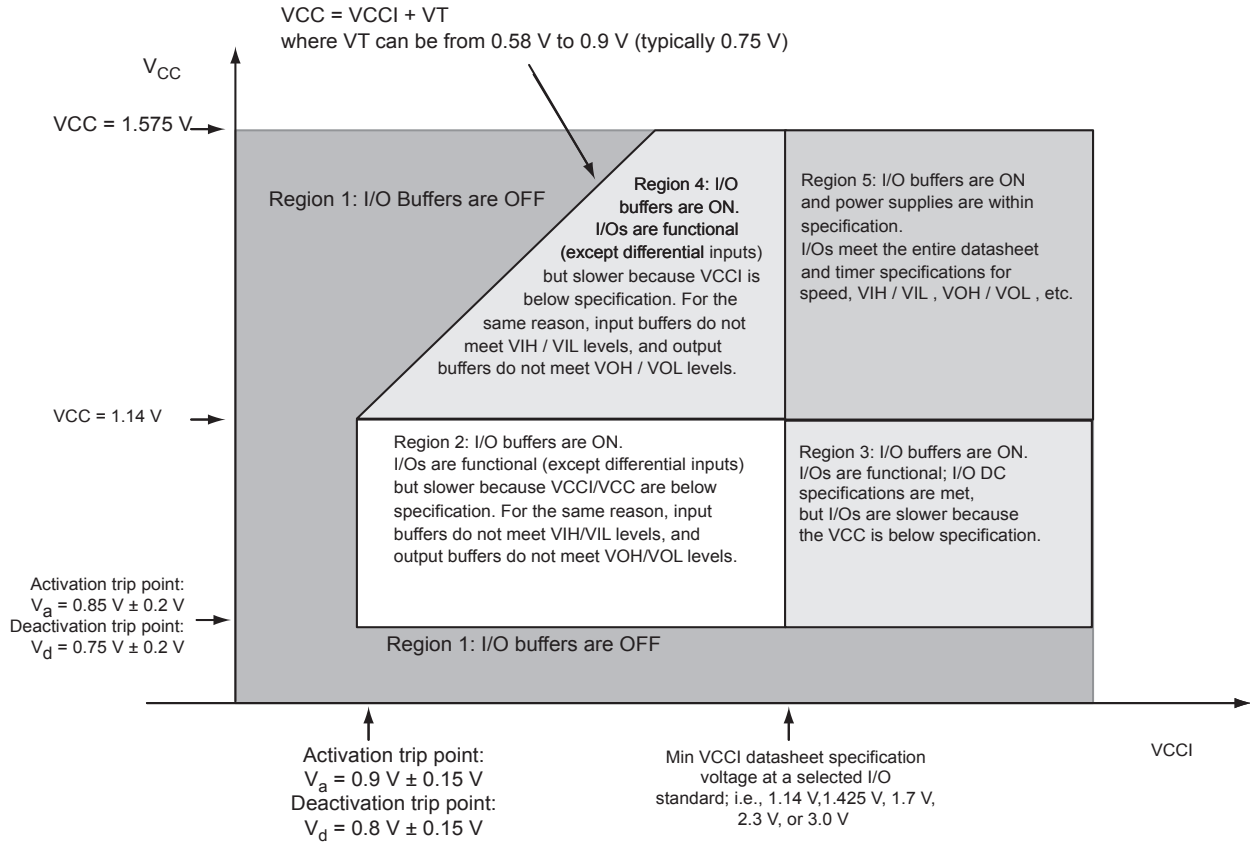 VCC = VCCI + VT
where VT can be from 0.58 V to 0.9 V (typically 0.75 V)
VCC
VCC = 1.575 V
Region 1: I/O Buffers are OFF
Region 4: I/O
buffers are ON.
I/Os are functional
(except differential inputs)
but slower because VCCI is
below specification. For the
same reason, input buffers do not
meet VIH / VIL levels, and output
buffers do not meet VOH / VOL levels.
Region 5: I/O buffers are ON
and power supplies are within
specification.
I/Os meet the entire datasheet
and timer specifications for
speed, VIH / VIL , VOH / VOL , etc.
VCC = 1.14 V
Region 2: I/O buffers are ON.
I/Os are functional (except differential inputs)
but slower because VCCI/VCC are below
specification. For the same reason, input
buffers do not meet VIH/VIL levels, and
output buffers do not meet VOH/VOL levels.
Region 3: I/O buffers are ON.
I/Os are functional; I/O DC
specifications are met,
but I/Os are slower because
the VCC is below specification.
Activation trip point:
Va = 0.85 V ± 0.2 V
Deactivation trip point:
Vd = 0.75 V ± 0.2 V
Region 1: I/O buffers are OFF
Activation trip point:
Va = 0.9 V ± 0.15 V
Deactivation trip point:
Vd = 0.8 V ± 0.15 V
Min VCCI datasheet specification
voltage at a selected I/O
standard; i.e., 1.14 V,1.425 V, 1.7 V,
2.3 V, or 3.0 V
VCCI